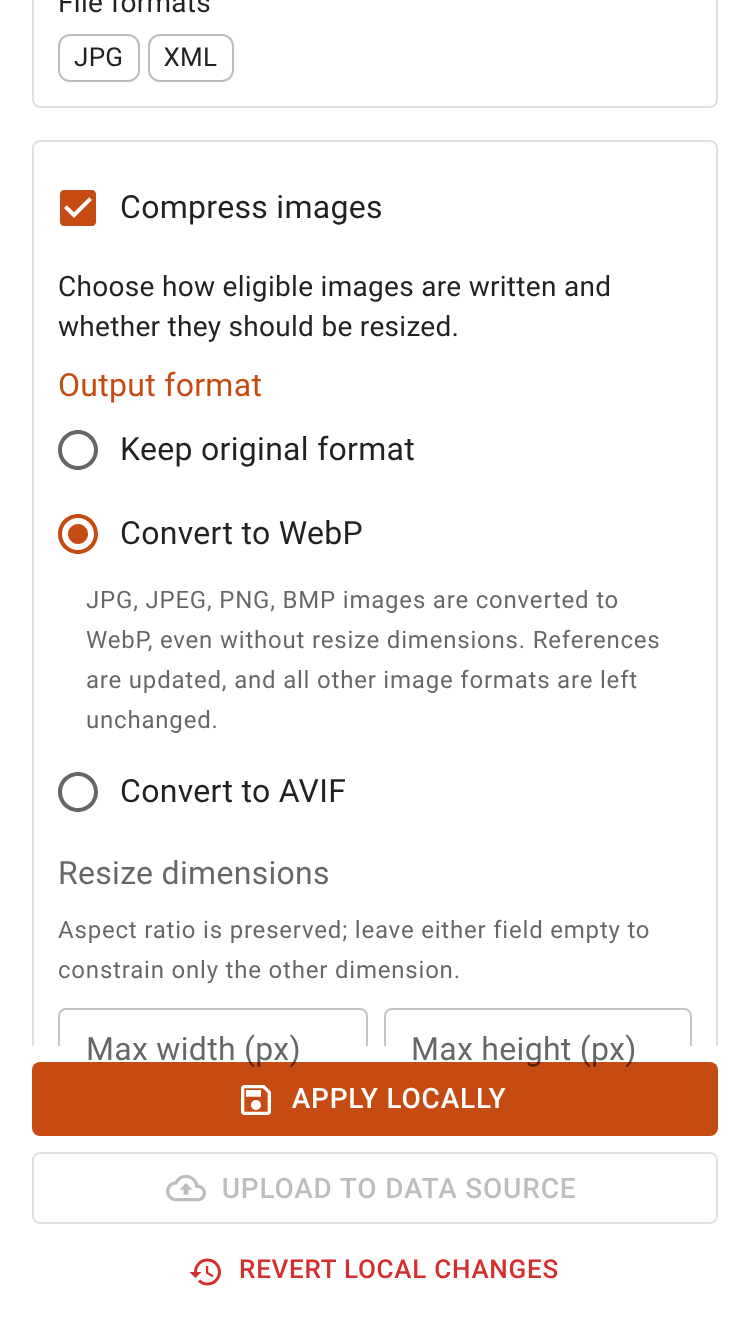 File formats
JPG XML
Compress images
Choose how eligible images are written and
whether they should be resized.
Output format
Keep original format
Convert to WebP
JPG, JPEG, PNG, BMP images are converted to
WebP, even without resize dimensions. References
are updated, and all other image formats are left
unchanged.
Convert to AVIF
Resize dimensions
Aspect ratio is preserved; leave either field empty to
constrain only the other dimension.
Max width (px) Max height (px)
APPLY LOCALLY
UPLOAD TO DATA SOURCE
REVERT LOCAL CHANGES